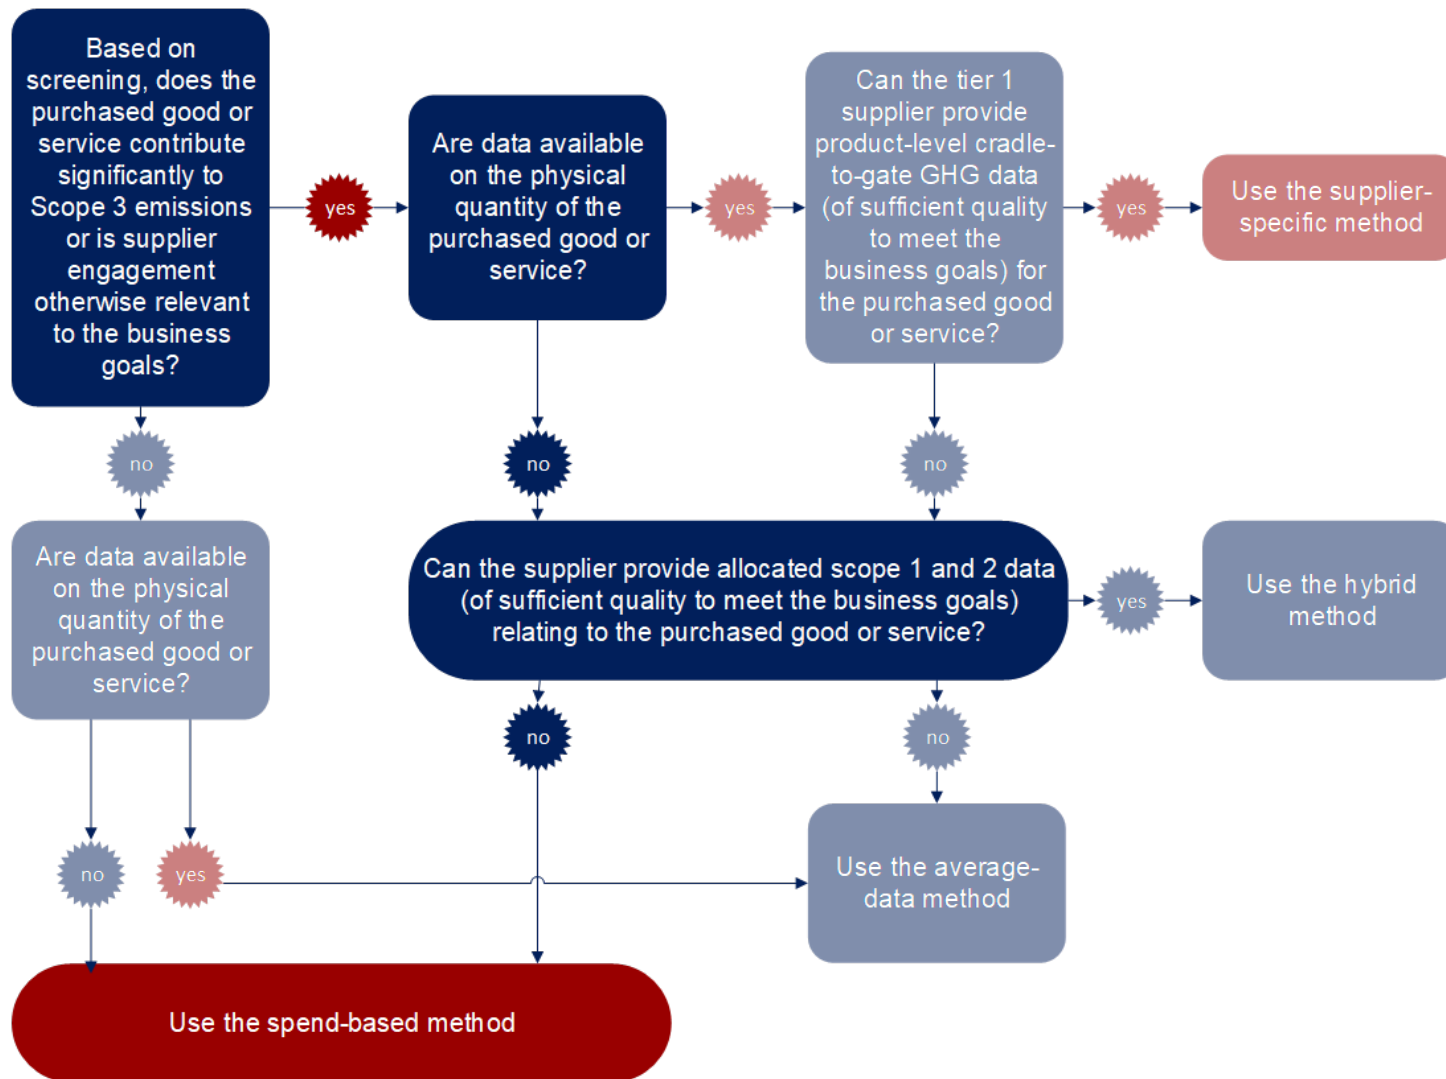 Based on
screening, does the
purchased good or
service contribute
significantly to
Scope 3 emissions
or is supplier
engagement
otherwise relevant
to the business
goals?
yes
Are data available
on the physical
quantity of the
purchased good or
service?
yes
Can the tier 1
supplier provide
product-level cradle-
to-gate GHG data
(of sufficient quality
to meet the
business goals) for
the purchased good
or service?
yes
Use the supplier-
specific method
no
no
no
Are data available
on the physical
quantity of the
purchased good or
service?
Can the supplier provide allocated scope 1 and 2 data
(of sufficient quality to meet the business goals)
relating to the purchased good or service?
yes
Use the hybrid
method
no
no
no
yes
Use the average-
data method
Use the spend-based method